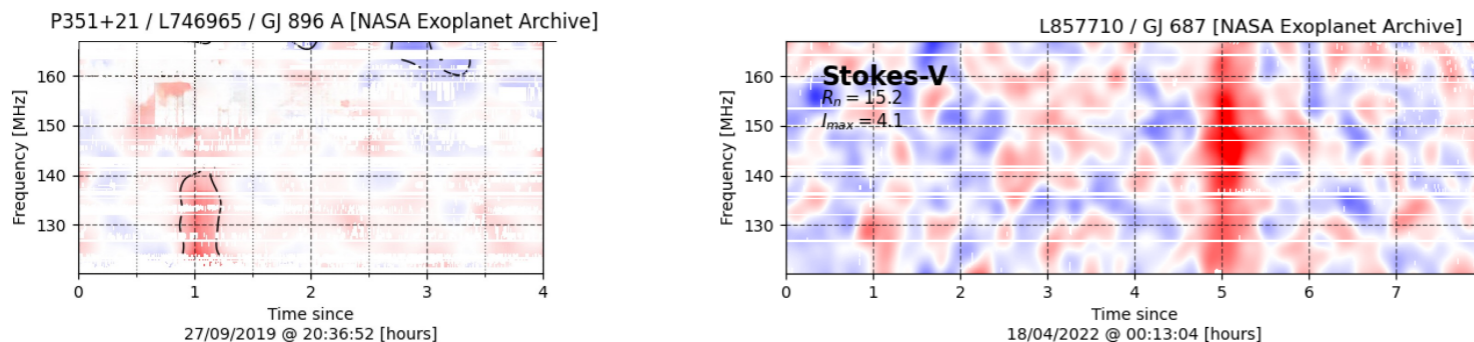 P351+21 / L746965 / GJ 896 A [NASA Exoplanet Archive]
Frequency [MHz]
160
150
140
130
0 1 2 3 4
Time since
27/09/2019 @ 20:36:52 [hours]
L857710 / GJ 687 [NASA Exoplanet Archive]
Frequency [MHz]
160
150
140
130
Stokes-V
Rn = 15.2
Imax = 4.1
0 1 2 3 4 5 6 7
Time since
18/04/2022 @ 00:13:04 [hours]